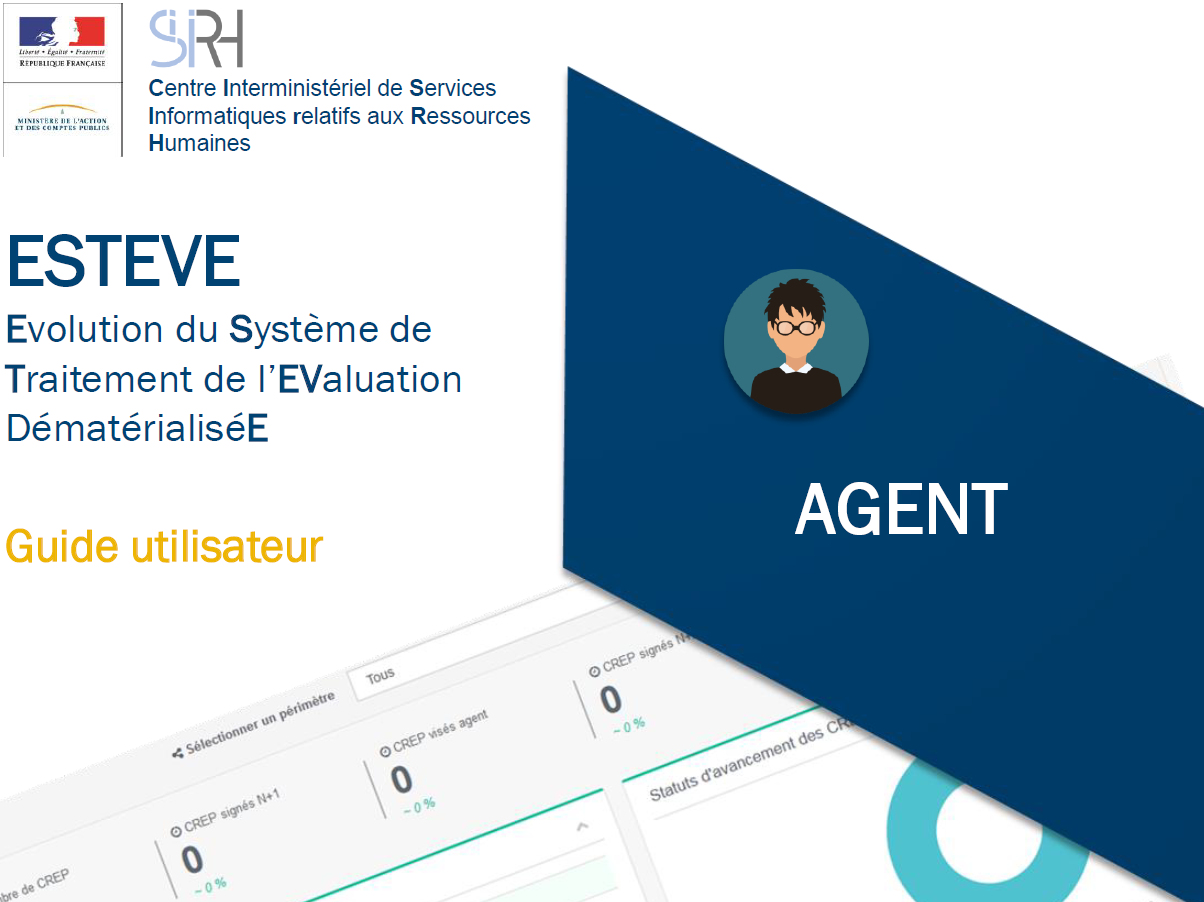 Liberté • Égalité • Fraternité
RÉPUBLIQUE FRANÇAISE
MINISTÈRE DE L'ACTION
ET DES COMPTES PUBLICS
SIRH
Centre Interministériel de Services
Informatiques relatifs aux Ressources
Humaines
ESTEVE
Evolution du Système de
Traitement de l'EValuation
DématérialiséE
Guide utilisateur
AGENT
Sélectionner un périmètre
Tous
bre de CREP
CREP signés N+1
0
~ 0 %
CREP visés agent
0
~ 0 %
CREP signés N+
0
~ 0 %
Statuts d'avancement des CRE